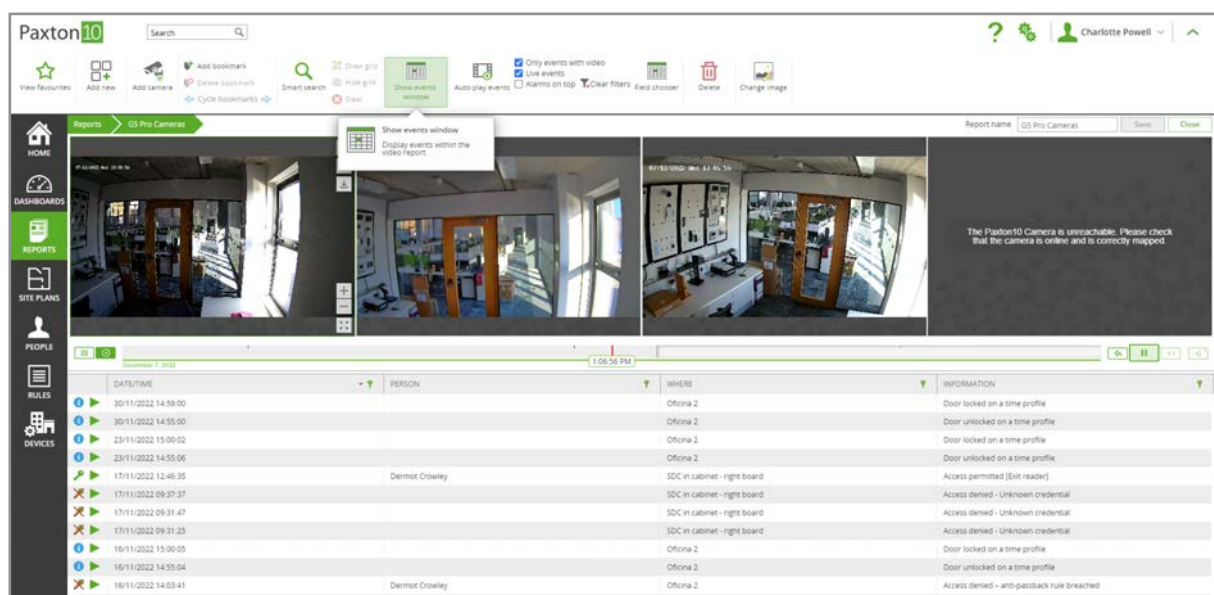 Paxton10
Search
Charlotte Powell
View favourites
Add new
Add camera
Add bookmark
Delete bookmark
Cycle bookmarks
Smart search
Draw grid
Hide grid
Clear
Show events window
Auto-play events
Only events with video
Live events
Alarms on top
Clear filters
Field chooser
Delete
Change image
Show events window
Display events within the
video report.
HOME
DASHBOARDS
REPORTS
SITE PLANS
PEOPLE
RULES
DEVICES
Reports G5 Pro Cameras
Report name G5 Pro Cameras Save Close
07/12/2022 Wed 13:05:56
The Paxton10 Camera is unreachable. Please check
that the camera is online and is correctly mapped.
1:06:56 PM
December 7 2022
DATE/TIME PERSON WHERE INFORMATION
30/11/2022 14:59:00 Oficina 2 Door locked on a time profile
30/11/2022 14:55:00 Oficina 2 Door unlocked on a time profile
23/11/2022 15:00:02 Oficina 2 Door locked on a time profile
23/11/2022 14:55:06 Oficina 2 Door unlocked on a time profile
17/11/2022 12:46:35 Dermot Crowley SDC in cabinet - right board Access permitted [Exit reader]
17/11/2022 09:37:37 SDC in cabinet - right board Access denied - Unknown credential
17/11/2022 09:31:47 SDC in cabinet - right board Access denied - Unknown credential
17/11/2022 09:31:25 SDC in cabinet - right board Access denied - Unknown credential
16/11/2022 15:00:05 Oficina 2 Door locked on a time profile
16/11/2022 14:55:04 Oficina 2 Door unlocked on a time profile
16/11/2022 14:03:41 Dermot Crowley Oficina 2 Access denied – anti-passback rule breached